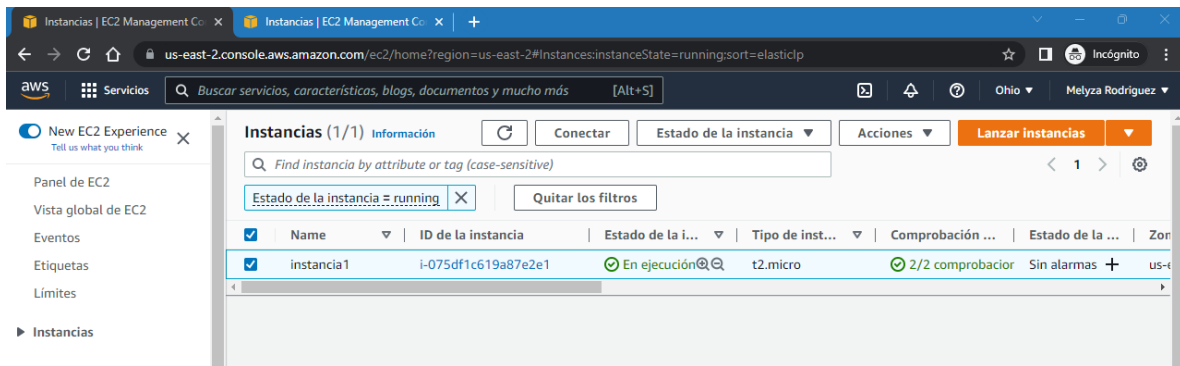 Instancias | EC2 Management Co
Instancias | EC2 Management Co
us-east-2.console.aws.amazon.com/ec2/home?region=us-east-2#Instances:instanceState=running;sort=elasticIp
Incógnito
aws
Servicios
Buscar servicios, características, blogs, documentos y mucho más
[Alt+S]
Ohio
Melyza Rodriguez
New EC2 Experience
Tell us what you think
Panel de EC2
Vista global de EC2
Eventos
Etiquetas
Límites
Instancias
Instancias (1/1) Información
Conectar
Estado de la instancia
Acciones
Lanzar instancias
Find instancia by attribute or tag (case-sensitive)
1
Estado de la instancia = running
Quitar los filtros
Name
ID de la instancia
Estado de la i...
Tipo de inst...
Comprobación ...
Estado de la ...
Zon
instancia1
i-075df1c619a87e2e1
En ejecución
t2.micro
2/2 comprobacior
Sin alarmas
us-e